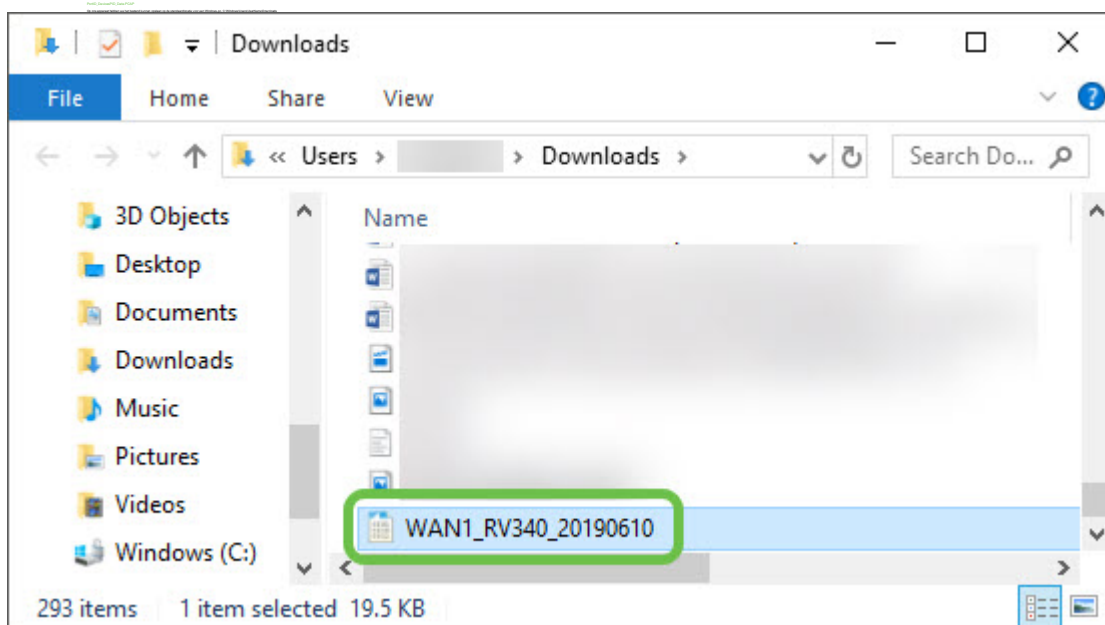 Downloads
File Home Share View
« Users > > Downloads > Search Do...
3D Objects
Desktop
Documents
Downloads
Music
Pictures
Videos
Windows (C:)
Name
WAN1_RV340_20190610
293 items 1 item selected 19.5 KB